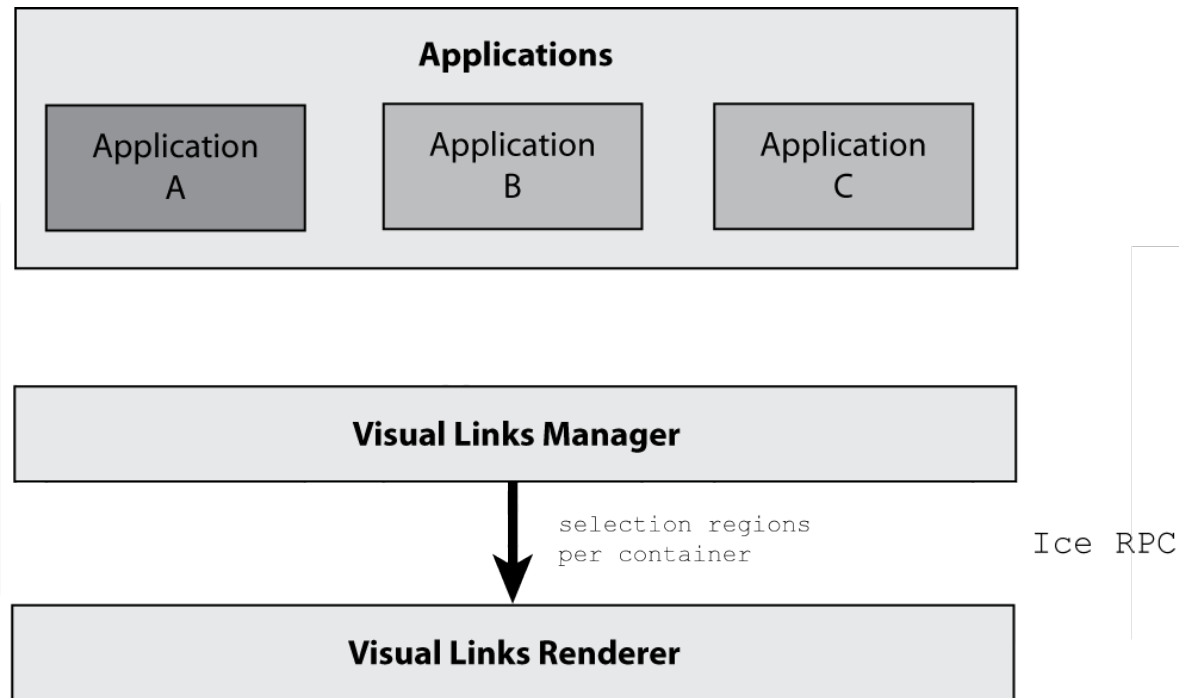 Applications
Application
A
Application
B
Application
C
Visual Links Manager
selection regions
per container
Ice RPC
Visual Links Renderer